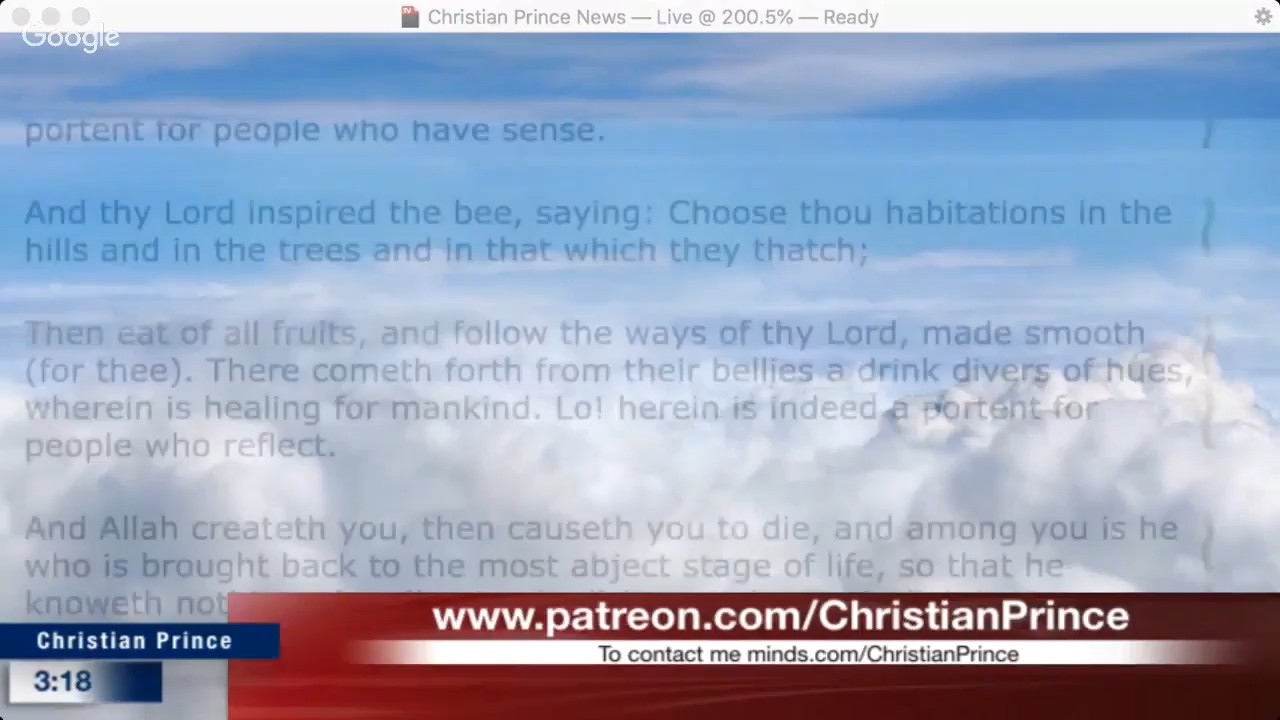 Christian Prince News — Live @ 200.5% — Ready
Google
portent for people who have sense.
And thy Lord inspired the bee, saying: Choose thou habitations in the
hills and in the trees and in that which they thatch;
Then eat of all fruits, and follow the ways of thy Lord, made smooth
(for thee). There cometh forth from their bellies a drink divers of hues,
wherein is healing for mankind. Lo! herein is indeed a portent for
people who reflect.
And Allah createth you, then causeth you to die, and among you is he
who is brought back to the most abject stage of life, so that he
knoweth
www.patreon.com/ChristianPrince
To contact me minds.com/ChristianPrince
Christian Prince
3:18